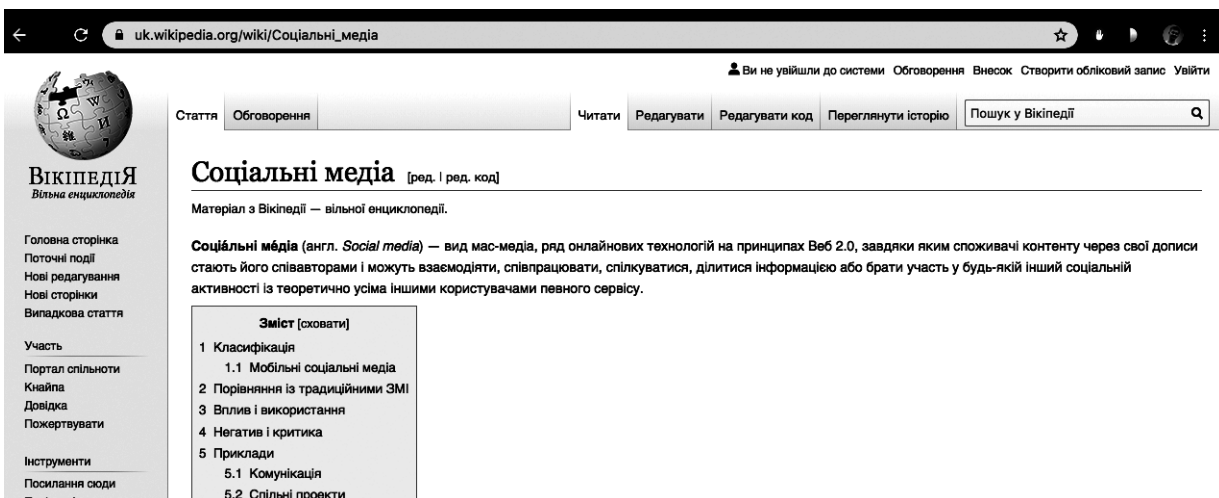 uk.wikipedia.org/wiki/Соціальні_медіа
Ви не увійшли до системи Обговорення Внесок Створити обліковий запис Увійти
Стаття Обговорення Читати Редагувати Редагувати код Переглянути історію Пошук у Вікіпедії
ВІКІПЕДІЯ
Вільна енциклопедія
Головна сторінка
Поточні події
Нові редагування
Нові сторінки
Випадкова стаття
Участь
Портал спільноти
Кнайпа
Довідка
Пожертвувати
Інструменти
Посилання сюди
Соціальні медіа [ред. | ред. код]
Матеріал з Вікіпедії — вільної енциклопедії.
Соціа́льні ме́діа (англ. Social media) — вид мас-медіа, ряд онлайнових технологій на принципах Веб 2.0, завдяки яким споживачі контенту через свої дописи
стають його співавторами і можуть взаємодіяти, співпрацювати, спілкуватися, ділитися інформацією або брати участь у будь-якій інший соціальній
активності із теоретично усіма іншими користувачами певного сервісу.
Зміст [сховати]
1 Класифікація
1.1 Мобільні соціальні медіа
2 Порівняння із традиційними ЗМІ
3 Вплив і використання
4 Негатив і критика
5 Приклади
5.1 Комунікація
5.2 Спільні проекти